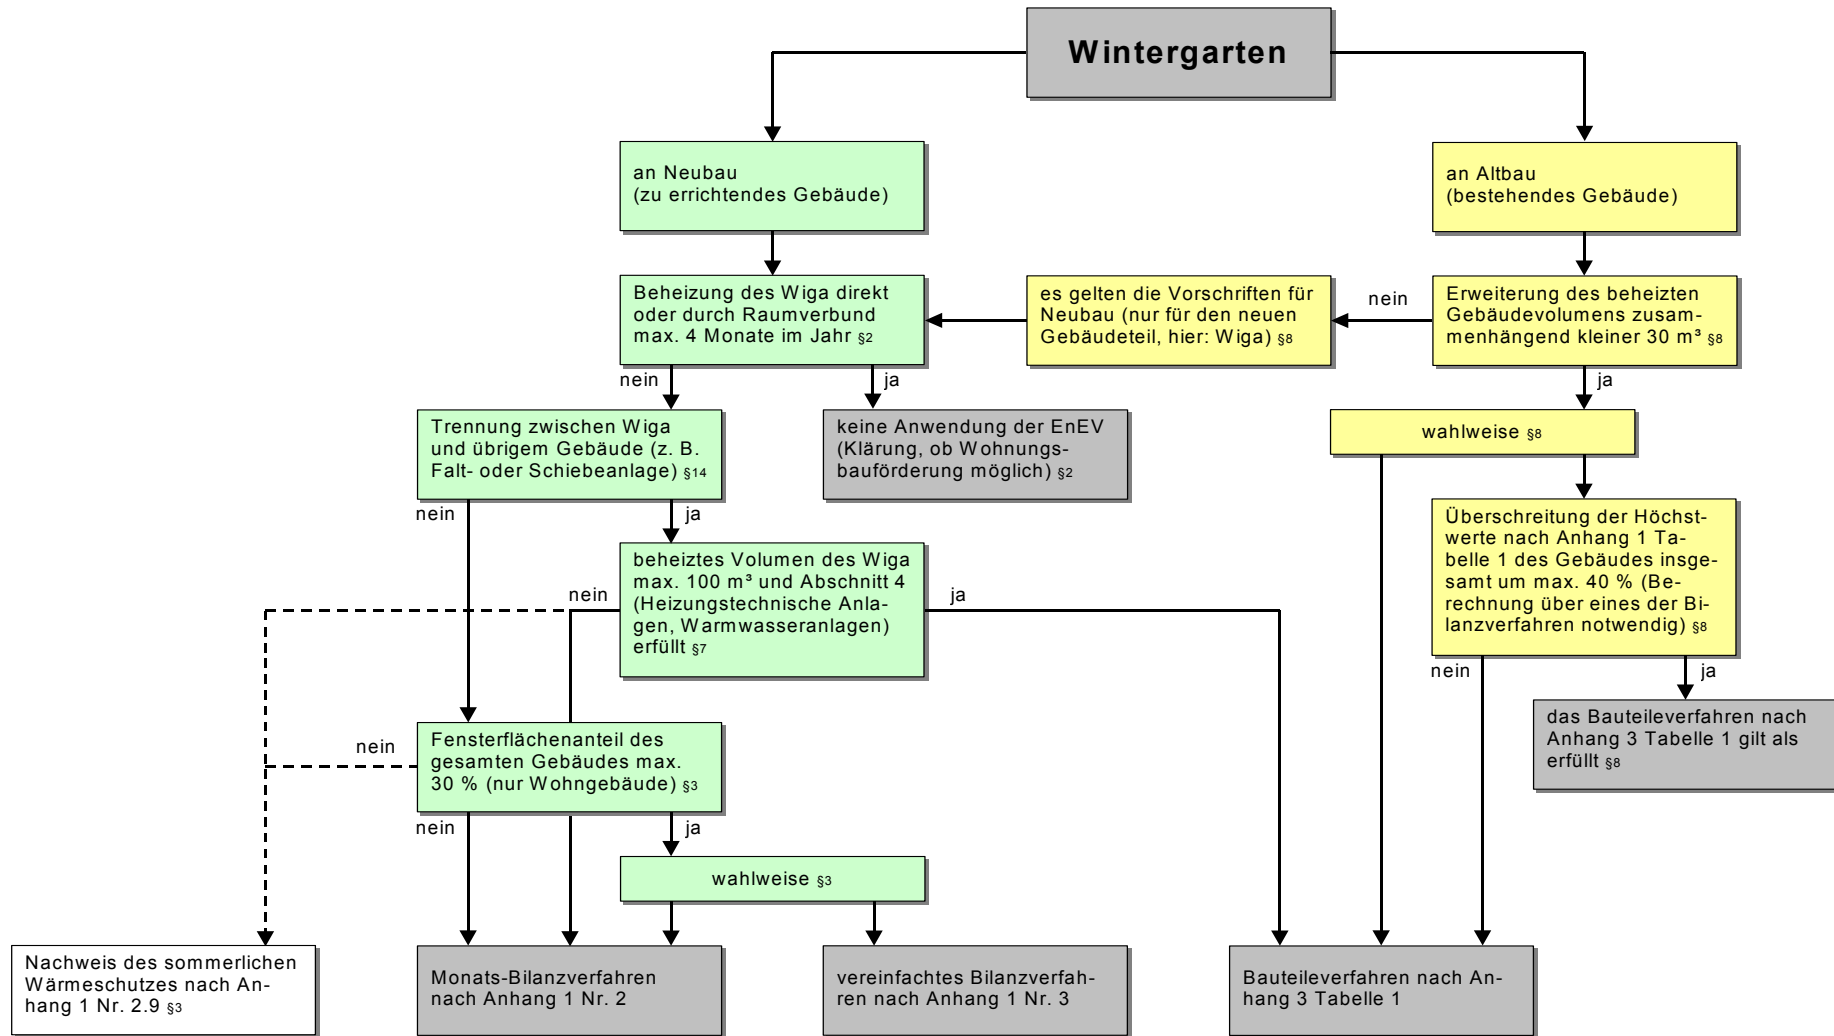 Wintergarten
an Neubau
(zu errichtendes Gebäude)
an Altbau
(bestehendes Gebäude)
Beheizung des Wiga direkt
oder durch Raumverbund
max. 4 Monate im Jahr §2
es gelten die Vorschriften für
Neubau (nur für den neuen
Gebäudeteil, hier: Wiga) §8
nein
Erweiterung des beheizten
Gebäudevolumens zusam-
menhängend kleiner 30 m³ §8
nein
ja
ja
Trennung zwischen Wiga
und übrigem Gebäude (z. B.
Falt- oder Schiebeanlage) §14
keine Anwendung der EnEV
(Klärung, ob Wohnungs-
bauförderung möglich) §2
wahlweise §8
nein
ja
beheiztes Volumen des Wiga
max. 100 m³ und Abschnitt 4
(Heizungstechnische Anla-
gen, Warmwasseranlagen)
erfüllt §7
nein
ja
Überschreitung der Höchst-
werte nach Anhang 1 Ta-
belle 1 des Gebäudes insge-
samt um max. 40 % (Be-
rechnung über eines der Bi-
lanzverfahren notwendig) §8
nein
ja
das Bauteileverfahren nach
Anhang 3 Tabelle 1 gilt als
erfüllt §8
nein
Fensterflächenanteil des
gesamten Gebäudes max.
30 % (nur Wohngebäude) §3
nein
ja
wahlweise §3
Nachweis des sommerlichen
Wärmeschutzes nach An-
hang 1 Nr. 2.9 §3
Monats-Bilanzverfahren
nach Anhang 1 Nr. 2
vereinfachtes Bilanzverfah-
ren nach Anhang 1 Nr. 3
Bauteileverfahren nach An-
hang 3 Tabelle 1